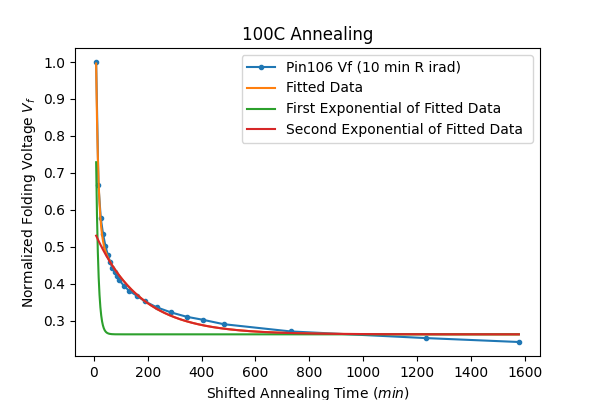 100C Annealing
Pin106 Vf (10 min R irad)
Fitted Data
First Exponential of Fitted Data
Second Exponential of Fitted Data
Normalized Folding Voltage V_f
1.0
0.9
0.8
0.7
0.6
0.5
0.4
0.3
0 200 400 600 800 1000 1200 1400 1600
Shifted Annealing Time (min)